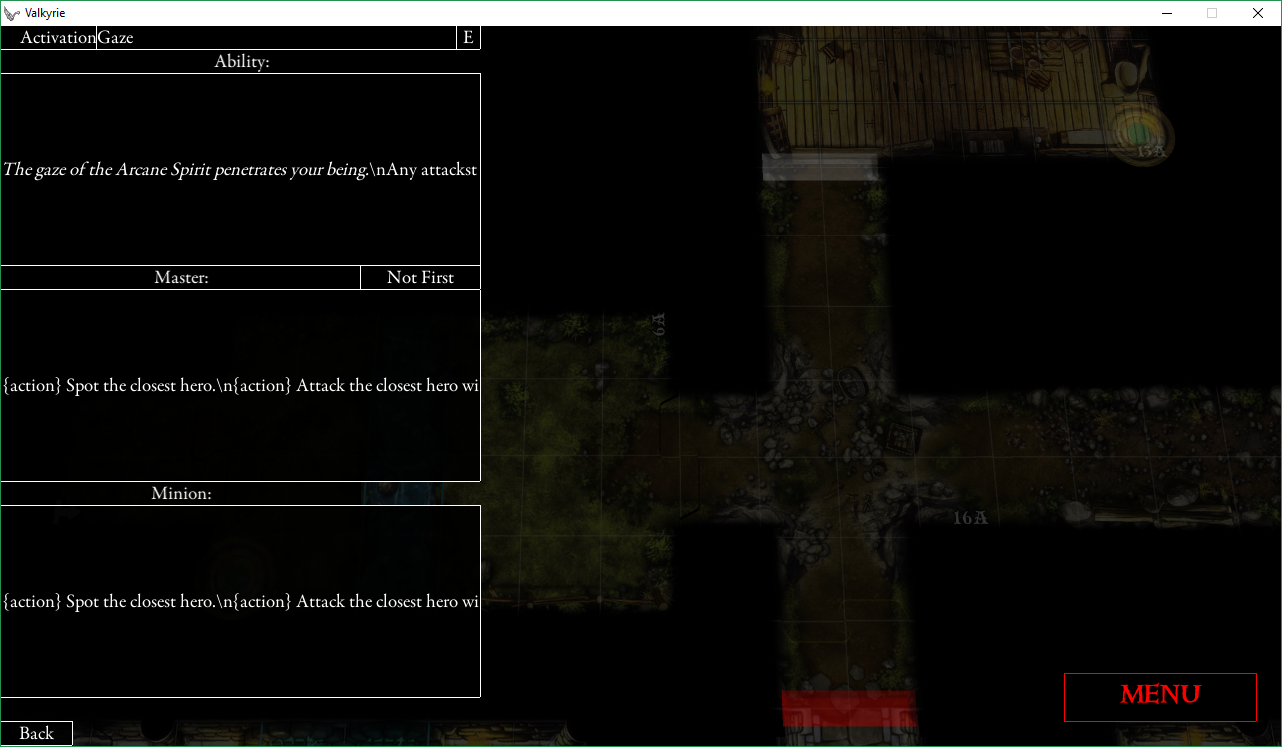 Valkyrie
Activation Gaze E
Ability:
The gaze of the Arcane Spirit penetrates your being.\nAny attackst
Master: Not First
{action} Spot the closest hero.\n{action} Attack the closest hero wi
Minion:
{action} Spot the closest hero.\n{action} Attack the closest hero wi
Back
15A
9A
16A
MENU